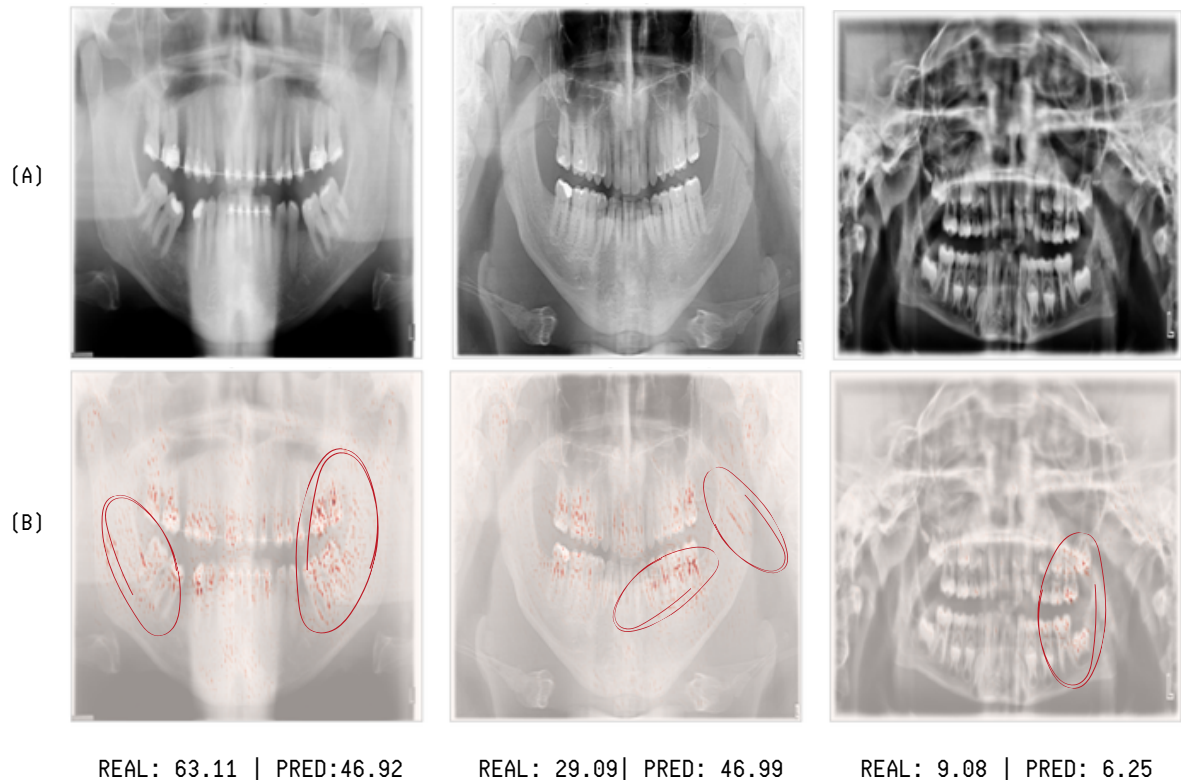 (A)
(B)
REAL: 63.11 | PRED:46.92
REAL: 29.09| PRED: 46.99
REAL: 9.08 | PRED: 6.25